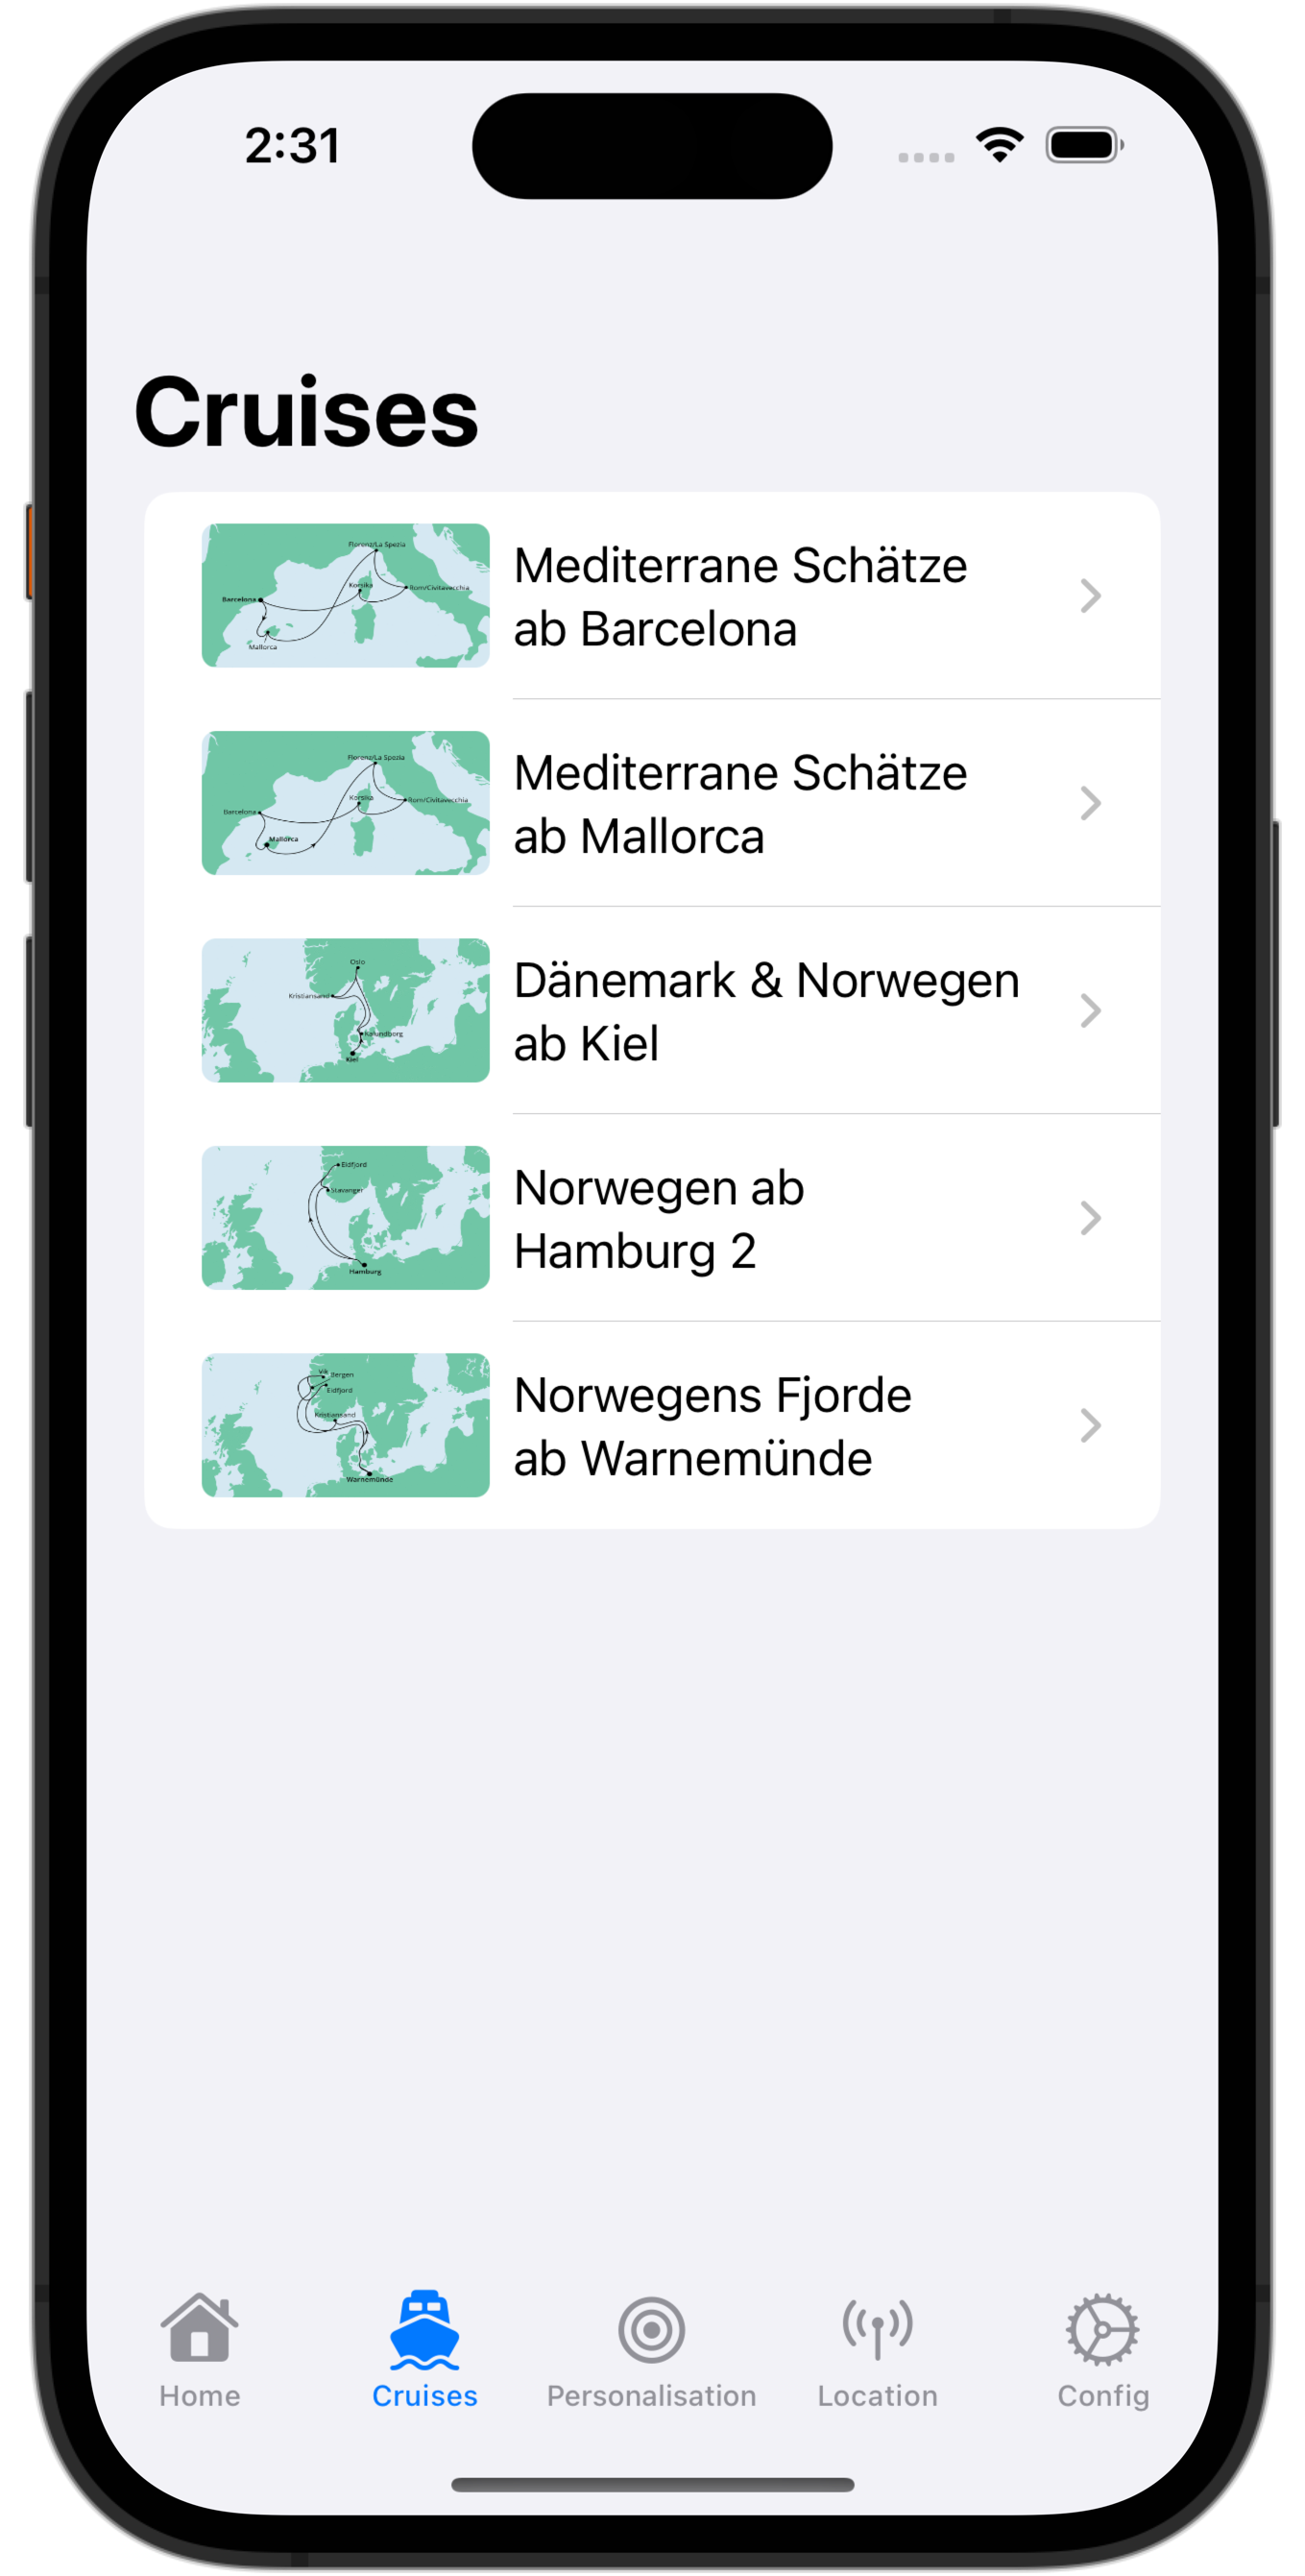 2:31
Cruises
Florenz/La Spezia
Korsika
Rom/Civitavecchia
Barcelona
Mallorca
Mediterrane Schätze
ab Barcelona
Florenz/La Spezia
Korsika
Rom/Civitavecchia
Barcelona
Mallorca
Mediterrane Schätze
ab Mallorca
Oslo
Kristiansand
Kalundborg
Kiel
Dänemark & Norwegen
ab Kiel
Eidfjord
Stavanger
Hamburg
Norwegen ab
Hamburg 2
Vik
Bergen
Eidfjord
Kristiansand
Warnemünde
Norwegens Fjorde
ab Warnemünde
Home
Cruises
Personalisation
Location
Config